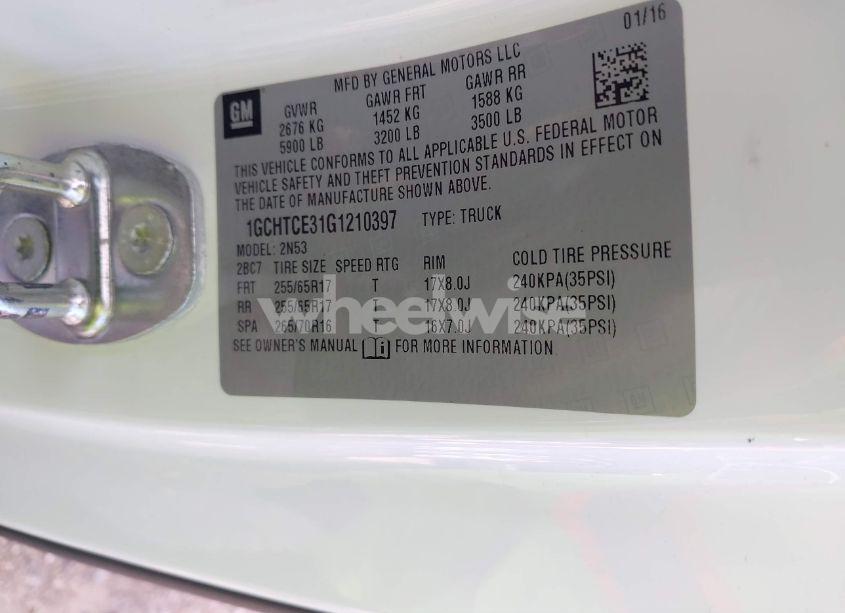 01/16
MFD BY GENERAL MOTORS LLC
GM
GVWR GAWR FRT GAWR RR
2676 KG 1452 KG 1588 KG
5900 LB 3200 LB 3500 LB
THIS VEHICLE CONFORMS TO ALL APPLICABLE U.S. FEDERAL MOTOR
VEHICLE SAFETY AND THEFT PREVENTION STANDARDS IN EFFECT ON
THE DATE OF MANUFACTURE SHOWN ABOVE.
1GCHTCE31G1210397 TYPE: TRUCK
MODEL: 2N53
2BC7 TIRE SIZE SPEED RTG RIM COLD TIRE PRESSURE
FRT 255/65R17 T 17X8.0J 240KPA(35PSI)
RR 255/65R17 T 17X8.0J 240KPA(35PSI)
SPA 265/70R16 T 16X7.0J 240KPA(35PSI)
SEE OWNER'S MANUAL FOR MORE INFORMATION
wheelwise